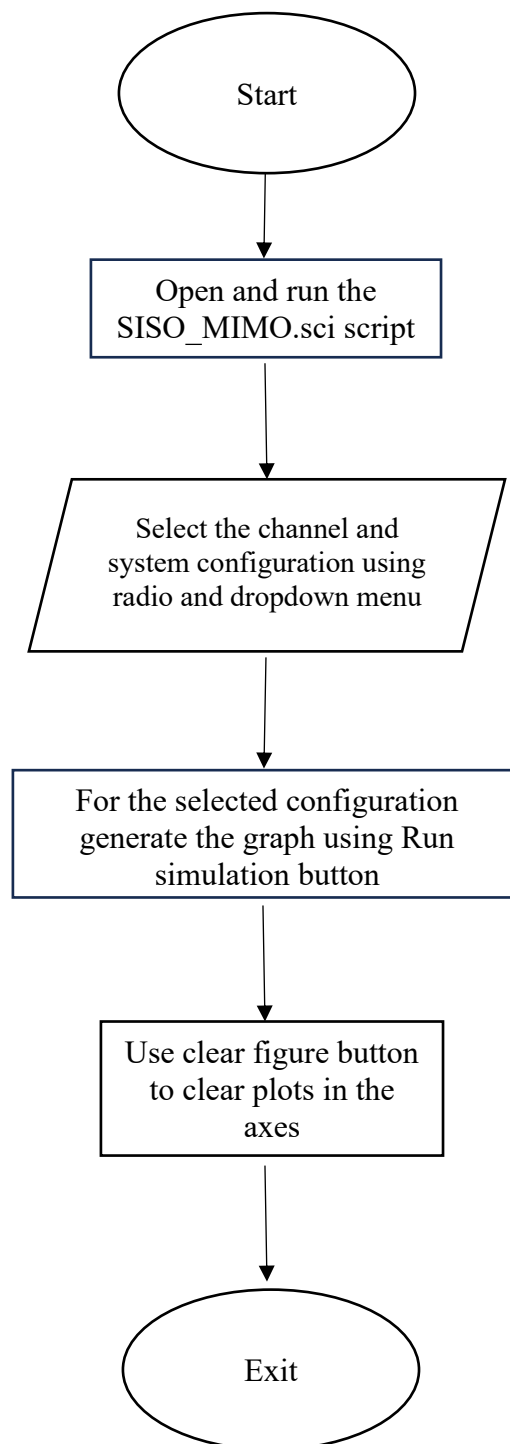 Start
Open and run the
SISO_MIMO.sci script
Select the channel and
system configuration using
radio and dropdown menu
For the selected configuration
generate the graph using Run
simulation button
Use clear figure button
to clear plots in the
axes
Exit